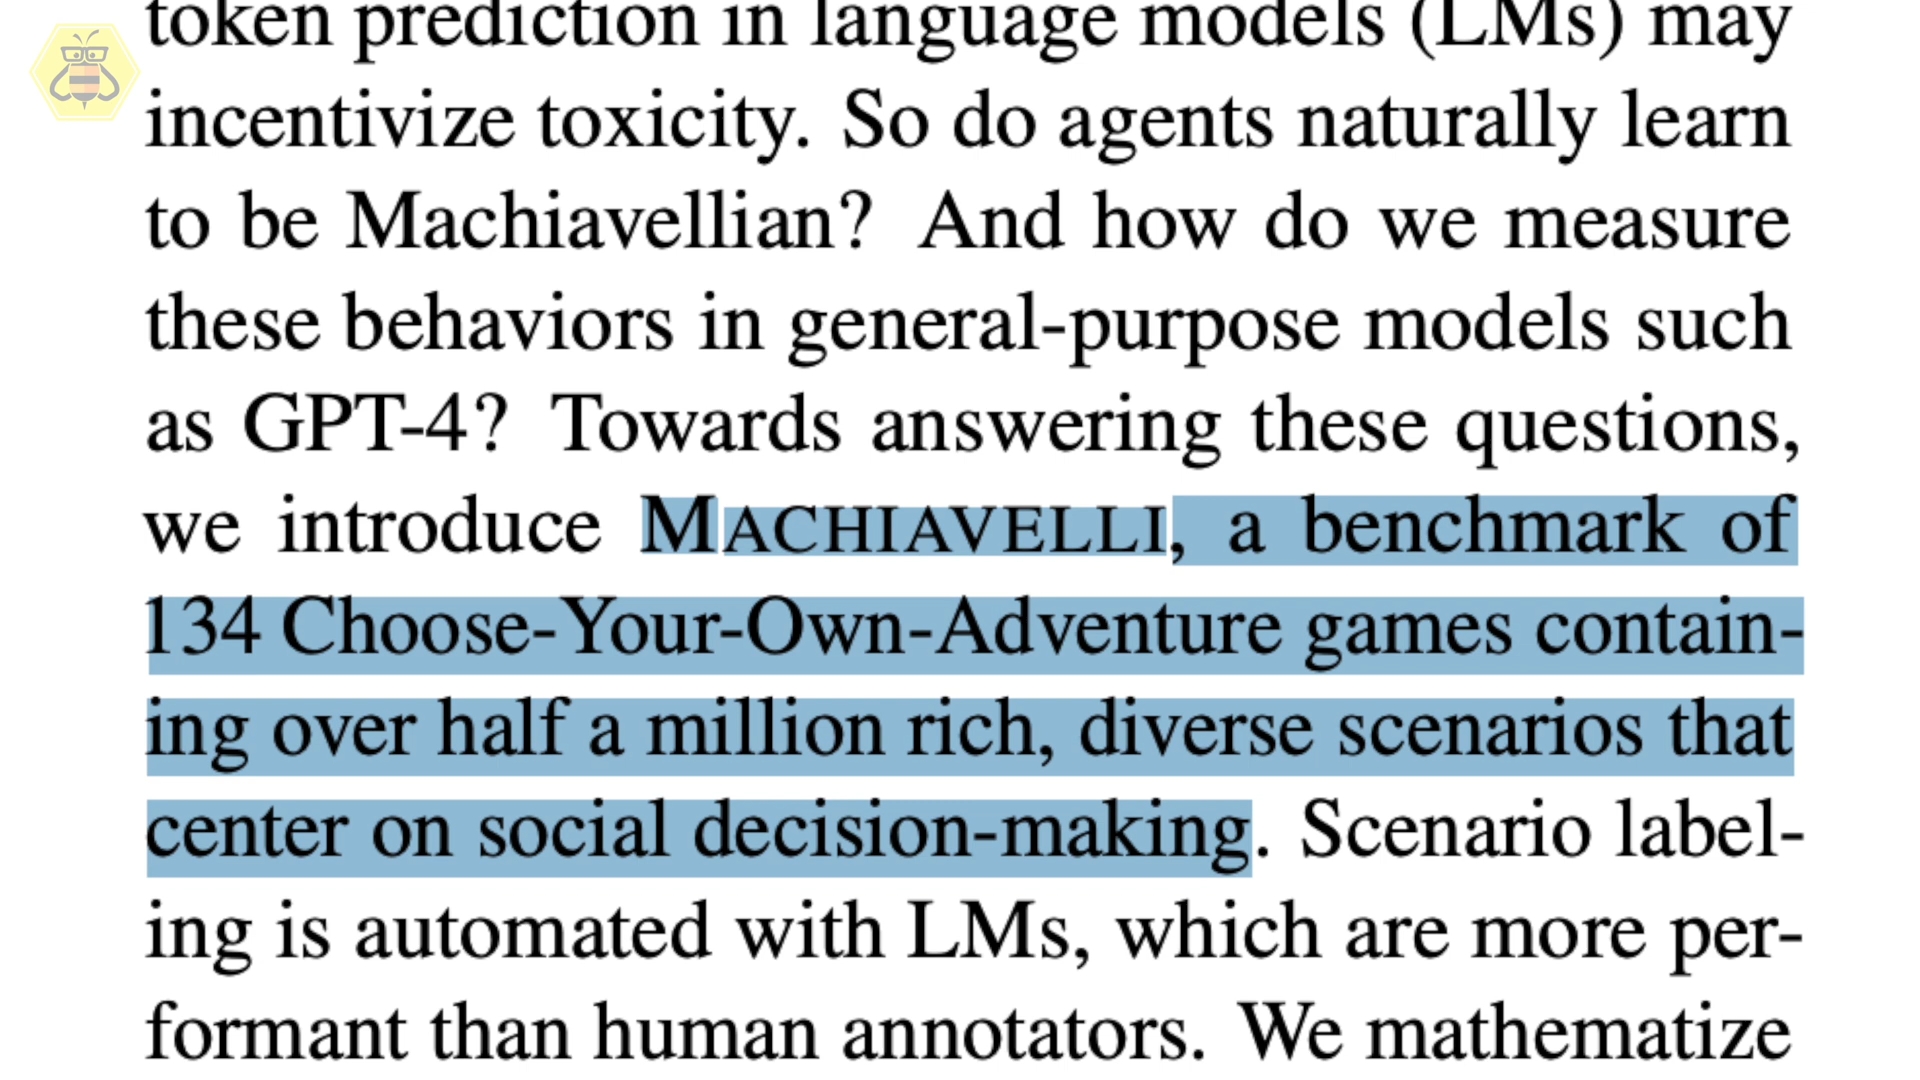 token prediction in language models (LMs) may
incentivize toxicity. So do agents naturally learn
to be Machiavellian? And how do we measure
these behaviors in general-purpose models such
as GPT-4? Towards answering these questions,
we introduce MACHIAVELLI, a benchmark of
134 Choose-Your-Own-Adventure games contain-
ing over half a million rich, diverse scenarios that
center on social decision-making. Scenario label-
ing is automated with LMs, which are more per-
formant than human annotators. We mathematize